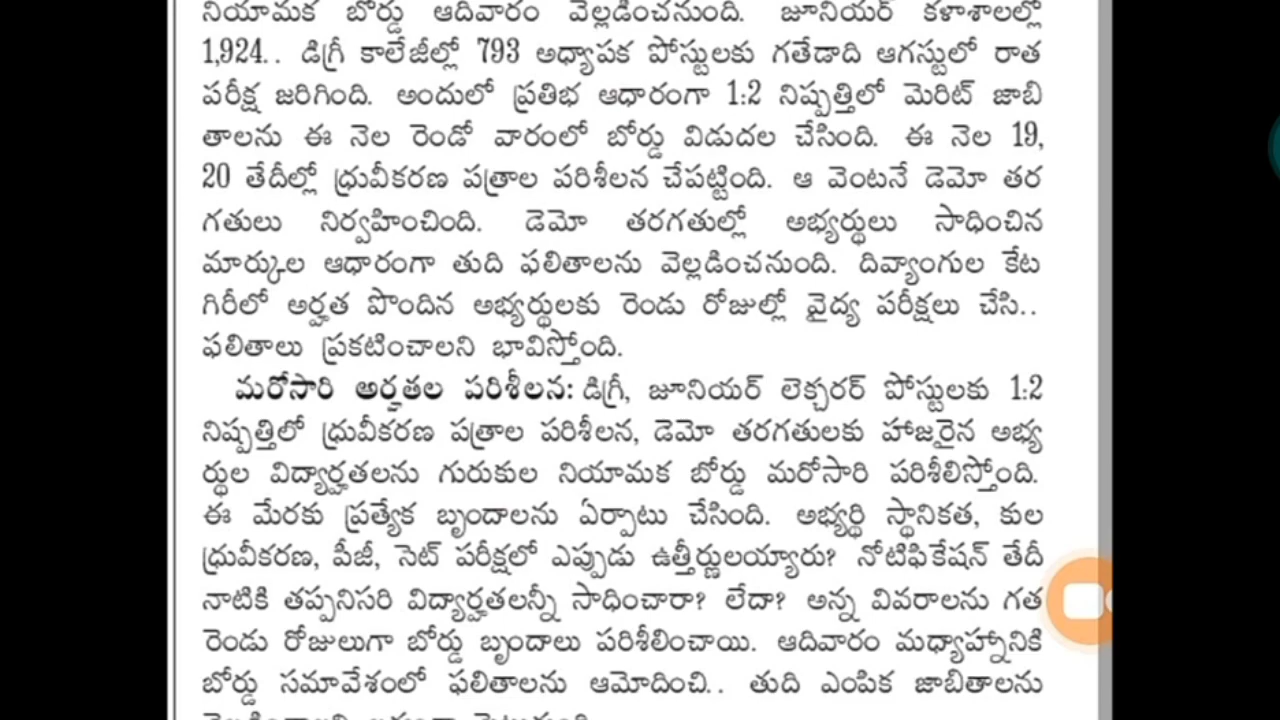 నియామక బోర్డు ఆదివారం వెల్లడించనుంది. జూనియర్ కళాశాలల్లో
1,924.. డిగ్రీ కాలేజీల్లో 793 అధ్యాపక పోస్టులకు గతేడాది ఆగస్టులో రాత
పరీక్ష జరిగింది. అందులో ప్రతిభ ఆధారంగా 1:2 నిష్పత్తిలో మెరిట్ జాబి
తాలను ఈ నెల రెండో వారంలో బోర్డు విడుదల చేసింది. ఈ నెల 19,
20 తేదీల్లో ధ్రువీకరణ పత్రాల పరిశీలన చేపట్టింది. ఆ వెంటనే డెమో తర
గతులు నిర్వహించింది. డెమో తరగతుల్లో అభ్యర్థులు సాధించిన
మార్కుల ఆధారంగా తుది ఫలితాలను వెల్లడించనుంది. దివ్యాంగుల కేట
గిరీలో అర్హత పొందిన అభ్యర్థులకు రెండు రోజుల్లో వైద్య పరీక్షలు చేసి..
ఫలితాలు ప్రకటించాలని భావిస్తోంది.
మరోసారి అర్హతల పరిశీలన: డిగ్రీ, జూనియర్ లెక్చరర్ పోస్టులకు 1:2
నిష్పత్తిలో ధ్రువీకరణ పత్రాల పరిశీలన, డెమో తరగతులకు హాజరైన అభ్య
ర్థుల విద్యార్హతలను గురుకుల నియామక బోర్డు మరోసారి పరిశీలిస్తోంది.
ఈ మేరకు ప్రత్యేక బృందాలను ఏర్పాటు చేసింది. అభ్యర్థి స్థానికత, కుల
ధ్రువీకరణ, పీజీ, సెట్ పరీక్షలో ఎప్పుడు ఉత్తీర్ణులయ్యారు? నోటిఫికేషన్ తేదీ
నాటికి తప్పనిసరి విద్యార్హతలన్నీ సాధించారా? లేదా? అన్న వివరాలను గత
రెండు రోజులుగా బోర్డు బృందాలు పరిశీలించాయి. ఆదివారం మధ్యాహ్నానికి
బోర్డు సమావేశంలో ఫలితాలను ఆమోదించి.. తుది ఎంపిక జాబితాలను